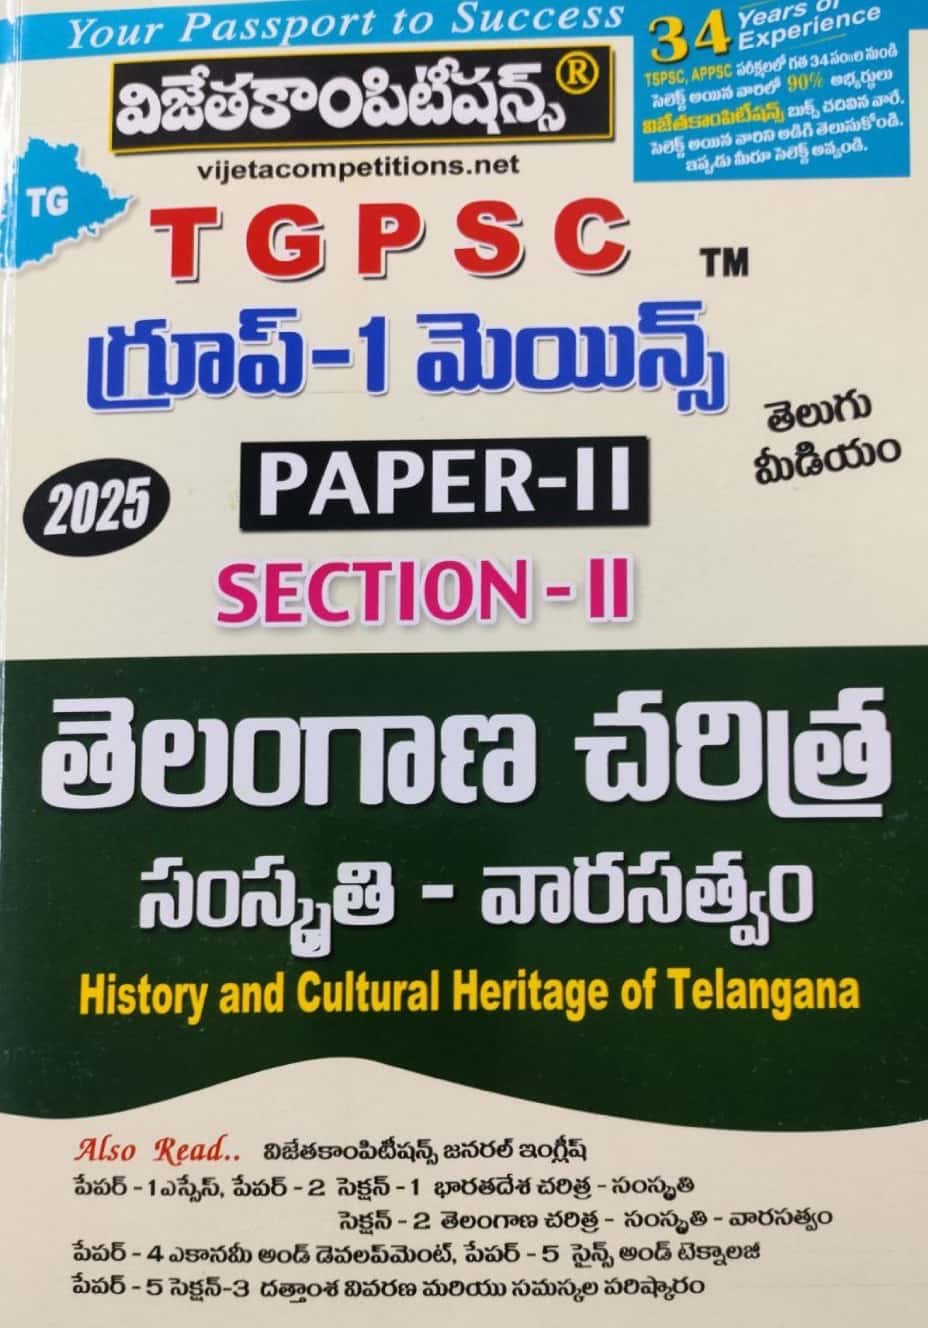 Your Passport to Success
34 Years of Experience
TSPSC, APPSC పరీక్షలలో గత 34 సం॥ల నుండి
సెలెక్ట్ అయిన వారిలో 90% అభ్యర్థులు
విజేతకాంపిటీషన్స్ బుక్స్ చదివిన వారే.
సెలెక్ట్ అయిన వారిని అడిగి తెలుసుకోండి.
ఇప్పుడు మీరూ సెలెక్ట్ అవ్వండి.
విజేతకాంపిటీషన్స్ ®
vijetacompetitions.net
TG
TGPSC TM
గ్రూప్-1 మెయిన్స్
తెలుగు
మీడియం
2025
PAPER-II
SECTION - II
తెలంగాణ చరిత్ర
సంస్కృతి - వారసత్వం
History and Cultural Heritage of Telangana
Also Read.. విజేతకాంపిటీషన్స్ జనరల్ ఇంగ్లీష్
పేపర్ - 1 ఎస్సేస్, పేపర్ - 2 సెక్షన్ - 1 భారతదేశ చరిత్ర - సంస్కృతి
సెక్షన్ - 2 తెలంగాణ చరిత్ర - సంస్కృతి - వారసత్వం
పేపర్ - 4 ఎకానమీ అండ్ డెవలప్‌మెంట్, పేపర్ - 5 సైన్స్ అండ్ టెక్నాలజీ
పేపర్ - 5 సెక్షన్-3 దత్తాంశ వివరణ మరియు సమస్యల పరిష్కారం